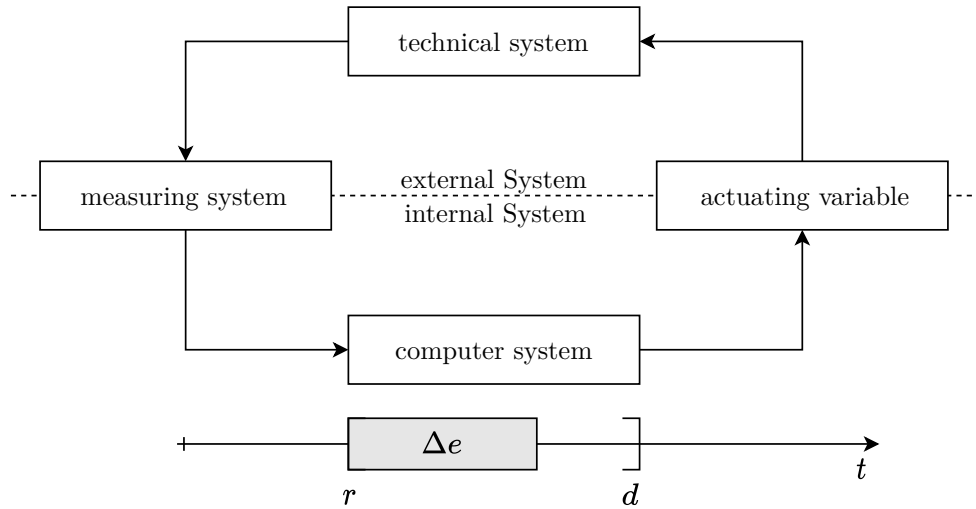 technical system
measuring system
external System
internal System
actuating variable
computer system
Δe
t
r
d